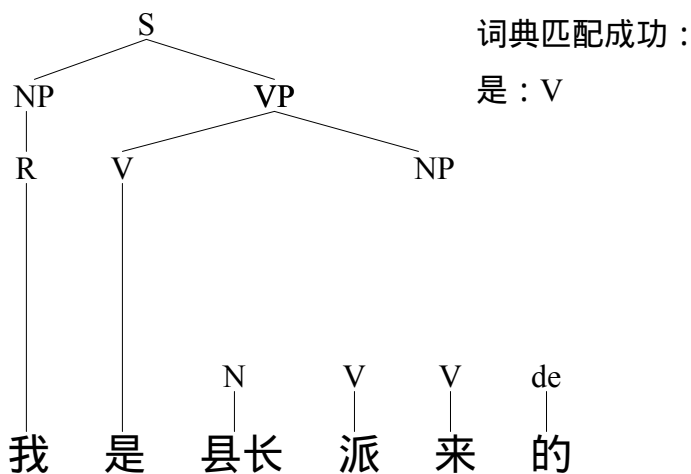 S
词典匹配成功：
NP VP
是：V
R V NP
N V V de
我 是 县长 派 来 的